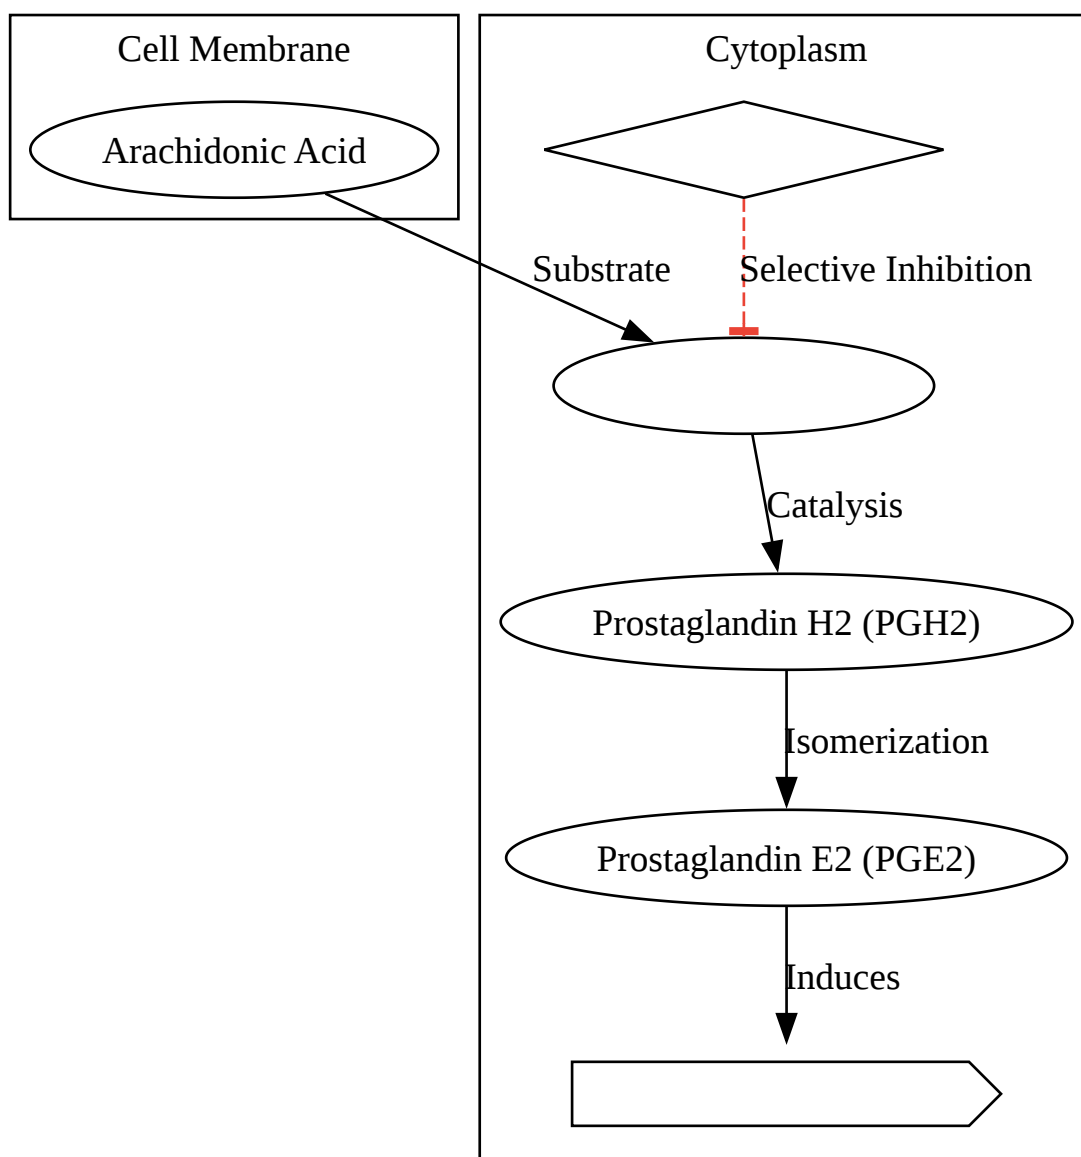 Cell Membrane
Arachidonic Acid
Cytoplasm
Substrate
Selective Inhibition
Catalysis
Prostaglandin H2 (PGH2)
Isomerization
Prostaglandin E2 (PGE2)
Induces